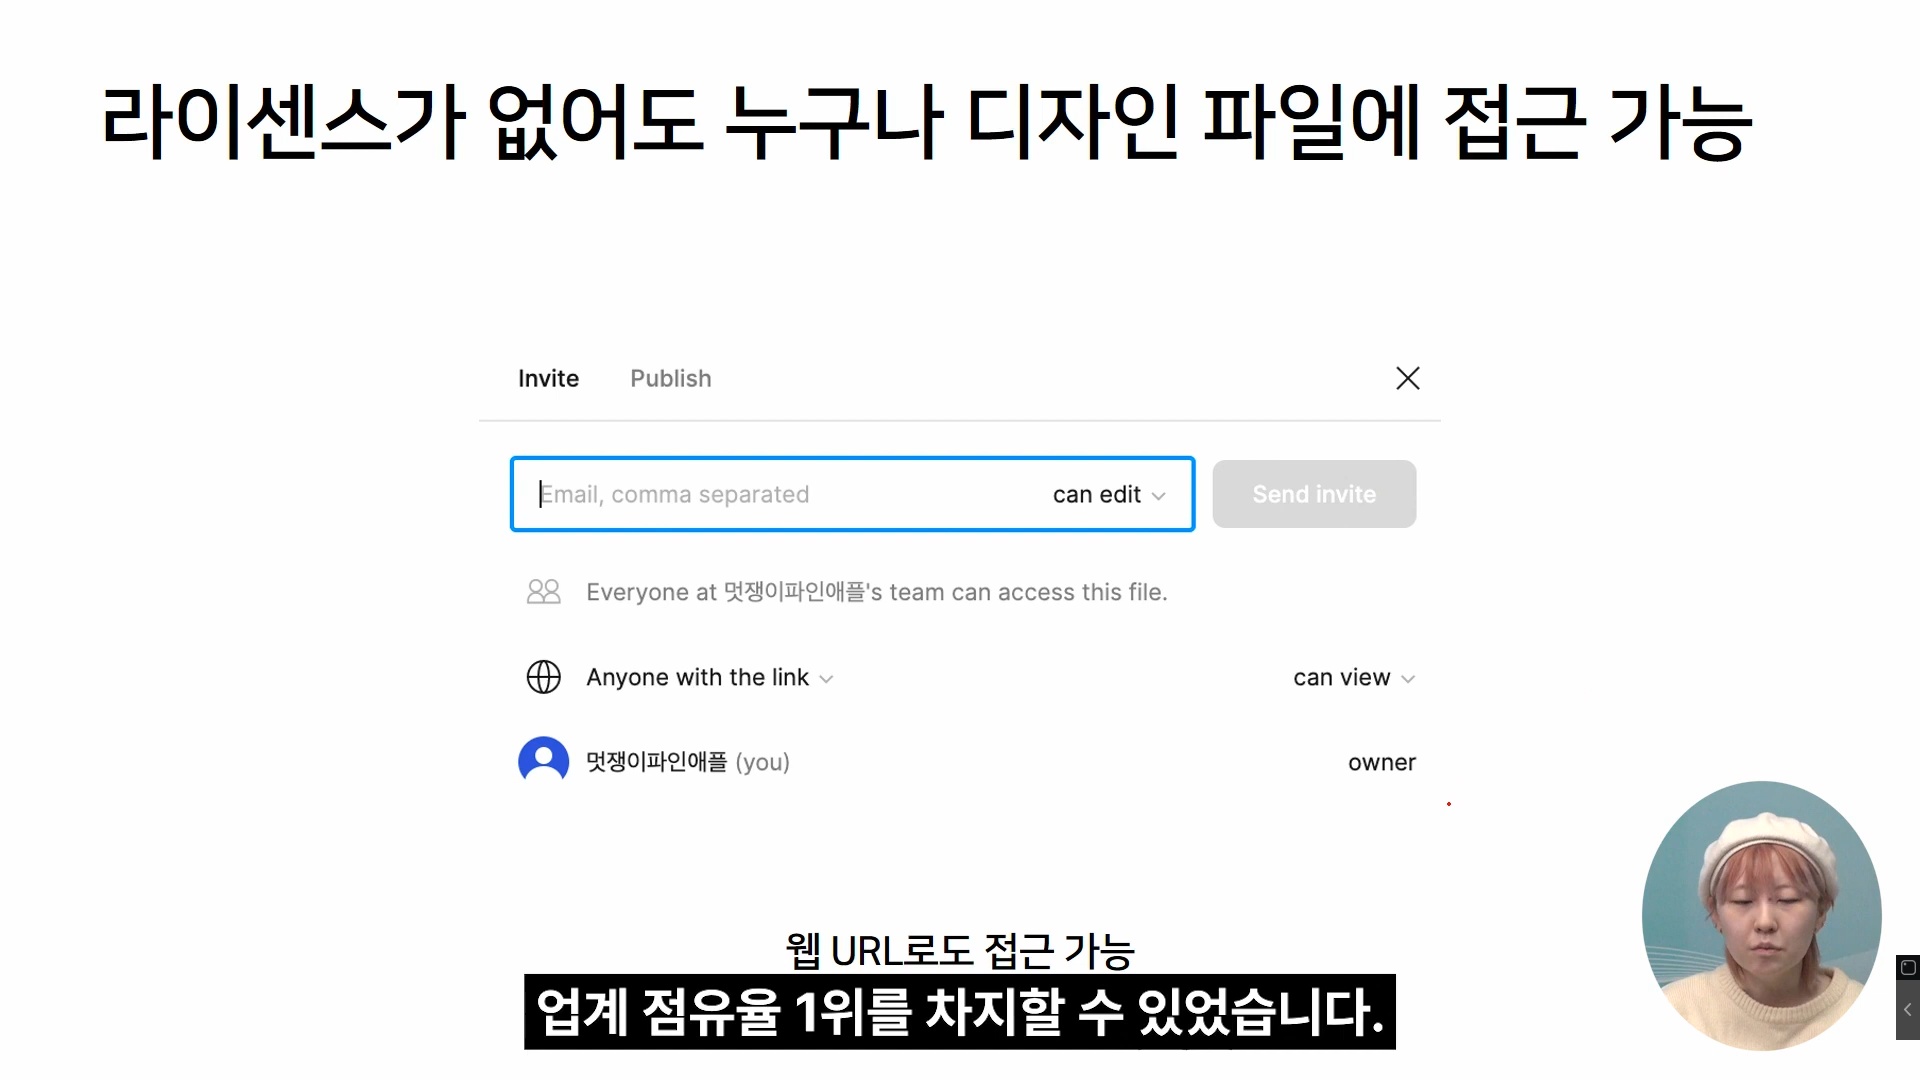 라이센스가 없어도 누구나 디자인 파일에 접근 가능
Invite Publish
Email, comma separated can edit Send invite
Everyone at 멋쟁이파인애플's team can access this file.
Anyone with the link can view
멋쟁이파인애플 (you) owner
웹 URL로도 접근 가능
업계 점유율 1위를 차지할 수 있었습니다.